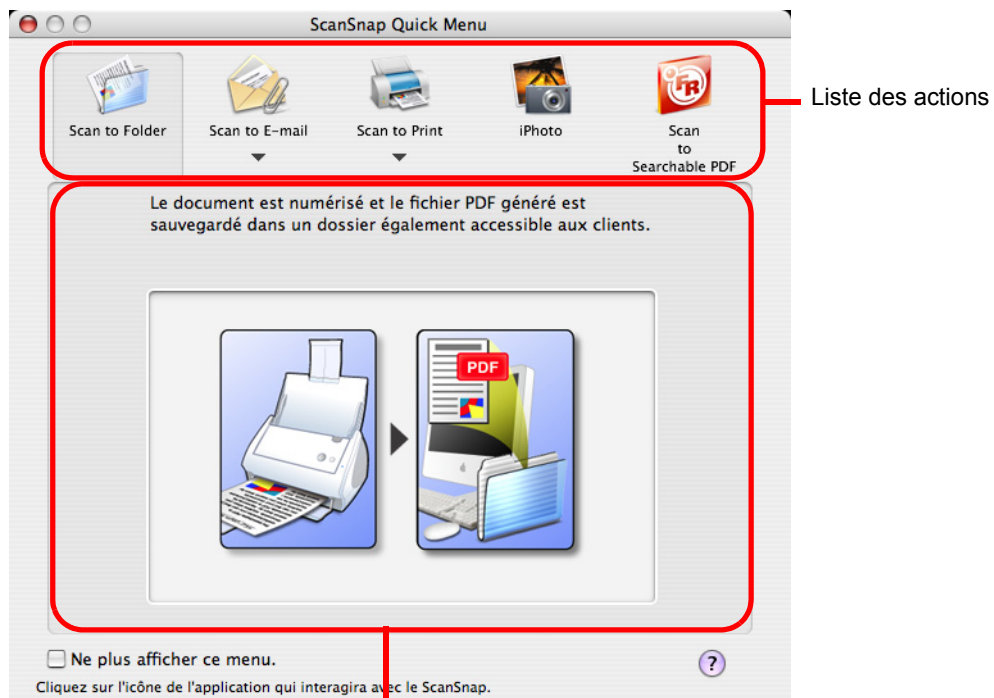 ScanSnap Quick Menu
Scan to Folder
Scan to E-mail
Scan to Print
iPhoto
Scan
to
Searchable PDF
Liste des actions
Le document est numérisé et le fichier PDF généré est
sauvegardé dans un dossier également accessible aux clients.
PDF
Ne plus afficher ce menu.
?
Cliquez sur l'icône de l'application qui interagira avec le ScanSnap.